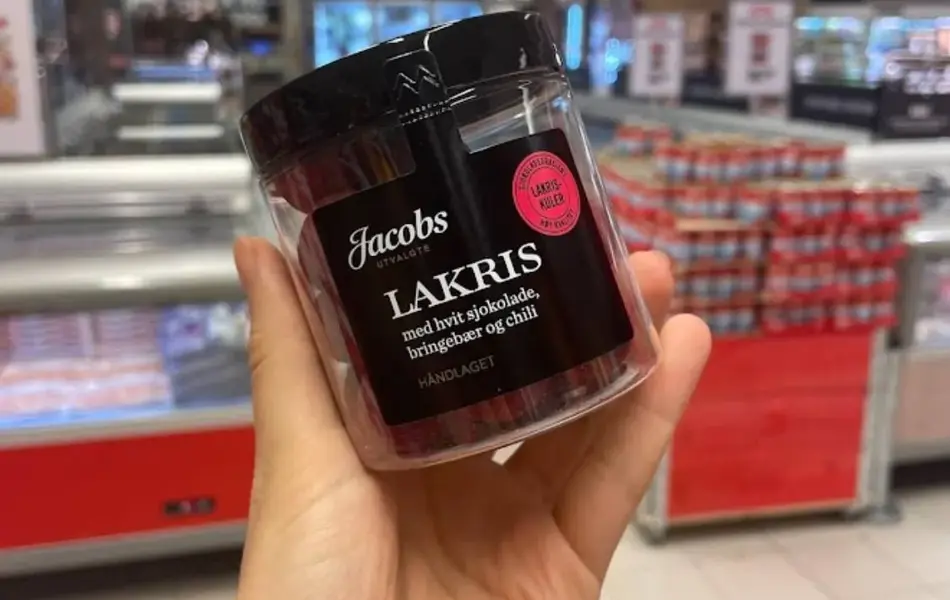 Jacobs
UTVALGTE
LAKRIS-
KULER
LAKRIS
med hvit sjokolade,
bringebær og chili
HÅNDLAGET